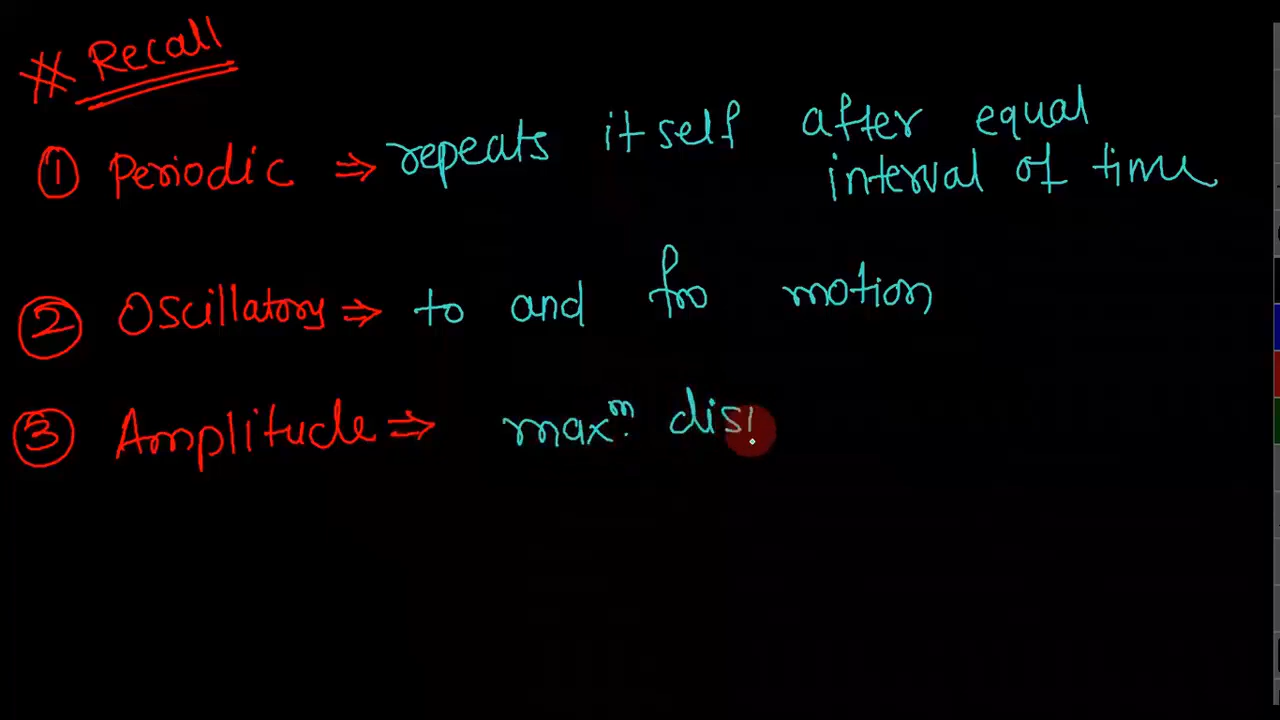 # Recall
① Periodic ⇒ repeats itself after equal
interval of time
② Oscillatory ⇒ to and fro motion
③ Amplitude ⇒ maxᵐ. dis